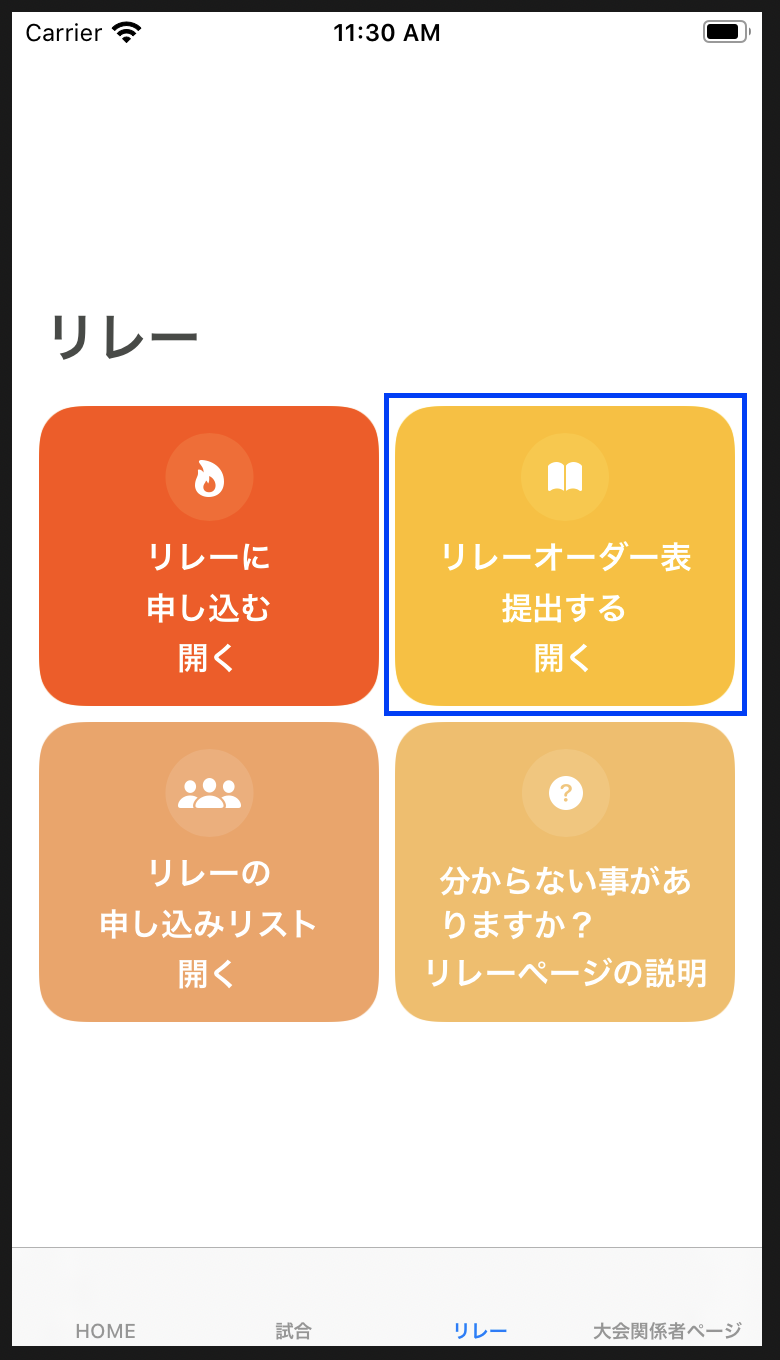 Carrier
11:30 AM
リレー
リレーに
申し込む
開く
リレーオーダー表
提出する
開く
リレーの
申し込みリスト
開く
?
分からない事があ
りますか？
リレーページの説明
HOME
試合
リレー
大会関係者ページ